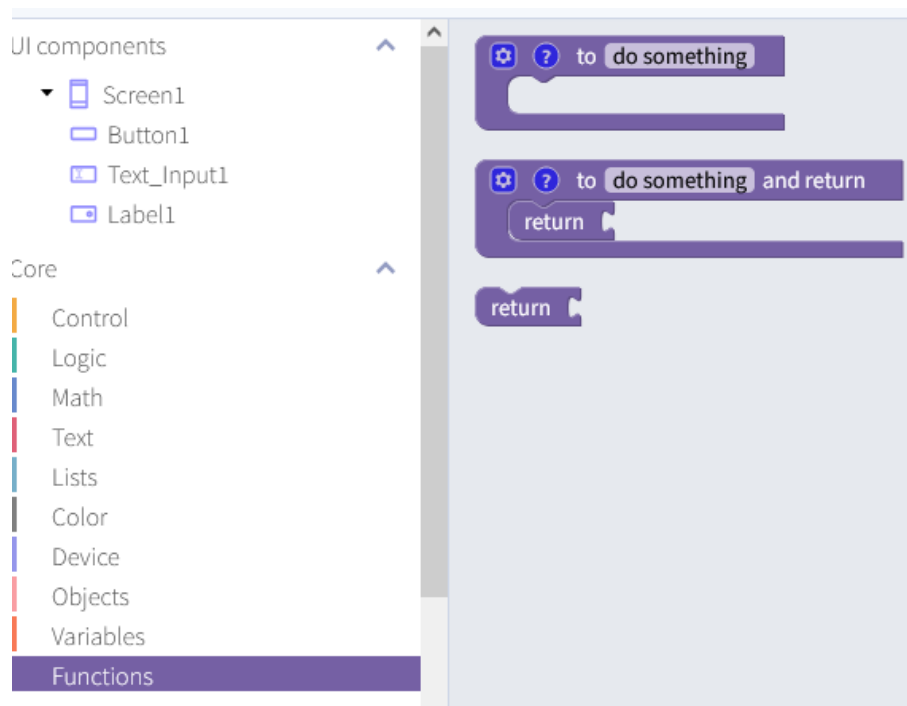 UI components
Screen1
Button1
Text_Input1
Label1
Core
Control
Logic
Math
Text
Lists
Color
Device
Objects
Variables
Functions
? to do something
? to do something and return
return
return